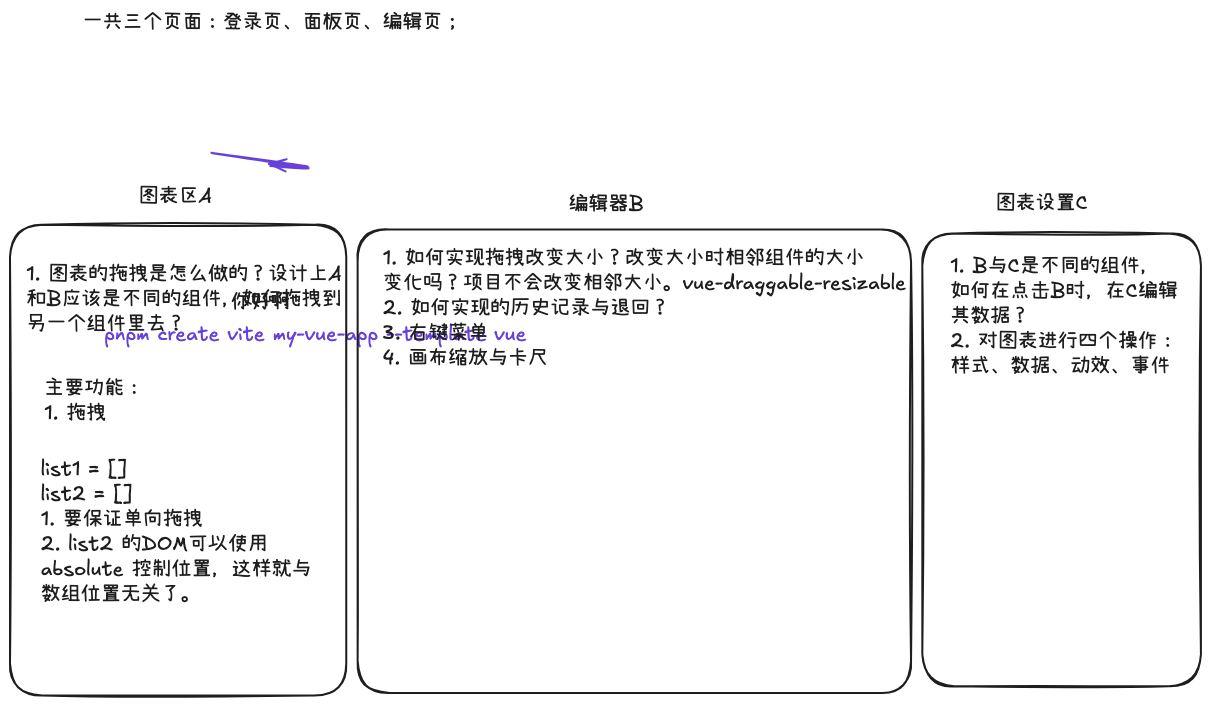 一共三个页面：登录页、面板页、编辑页；
图表区A
1. 图表的拖拽是怎么做的？设计上A
和B应该是不同的组件，如何拖拽到
另一个组件里去？
你好啊
pnpm create vite my-vue-app --template vue
主要功能：
1. 拖拽
list1 = []
list2 = []
1. 要保证单向拖拽
2. list2 的DOM可以使用
absolute 控制位置，这样就与
数组位置无关了。
编辑器B
1. 如何实现拖拽改变大小？改变大小时相邻组件的大小
变化吗？项目不会改变相邻大小。vue-draggable-resizable
2. 如何实现的历史记录与退回？
3. 右键菜单
4. 画布缩放与卡尺
图表设置C
1. B与C是不同的组件，
如何在点击B时，在C编辑
其数据？
2. 对图表进行四个操作：
样式、数据、动效、事件